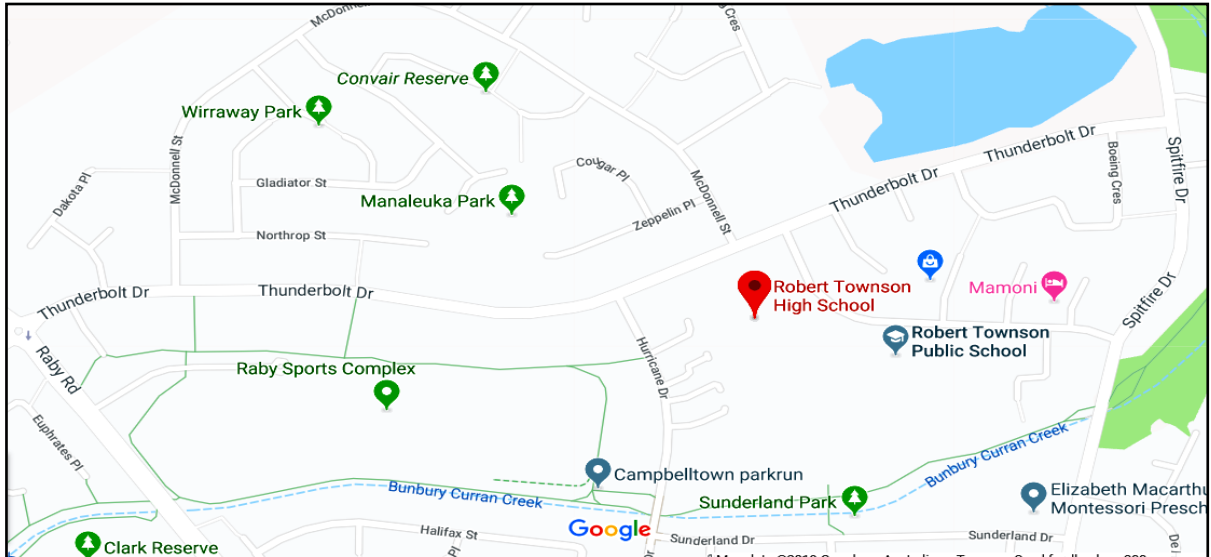 McDonn
ng Cres
Convair Reserve
Wirraway Park
Thunderbolt Dr
Spitfire Dr
Boeing Cres
McDonnell St
Cougar Pl
McDonnell St
Thunderbolt Dr
Dakota Pl
Gladiator St
Manaleuka Park
Zeppelin Pl
Northrop St
Thunderbolt Dr
Thunderbolt Dr
Robert Townson
High School
Mamoni
Spitfire Dr
Robert Townson
Public School
Raby Rd
Raby Sports Complex
Hurricane Dr
Euphrates Pl
Bunbury Curran Creek
Campbelltown parkrun
Bunbury Curran Creek
Sunderland Park
Elizabeth Macarthu
Montessori Presch
Google
Halifax St
Pl
Dr
Sunderland Dr
Sunderland Dr
Clark Reserve